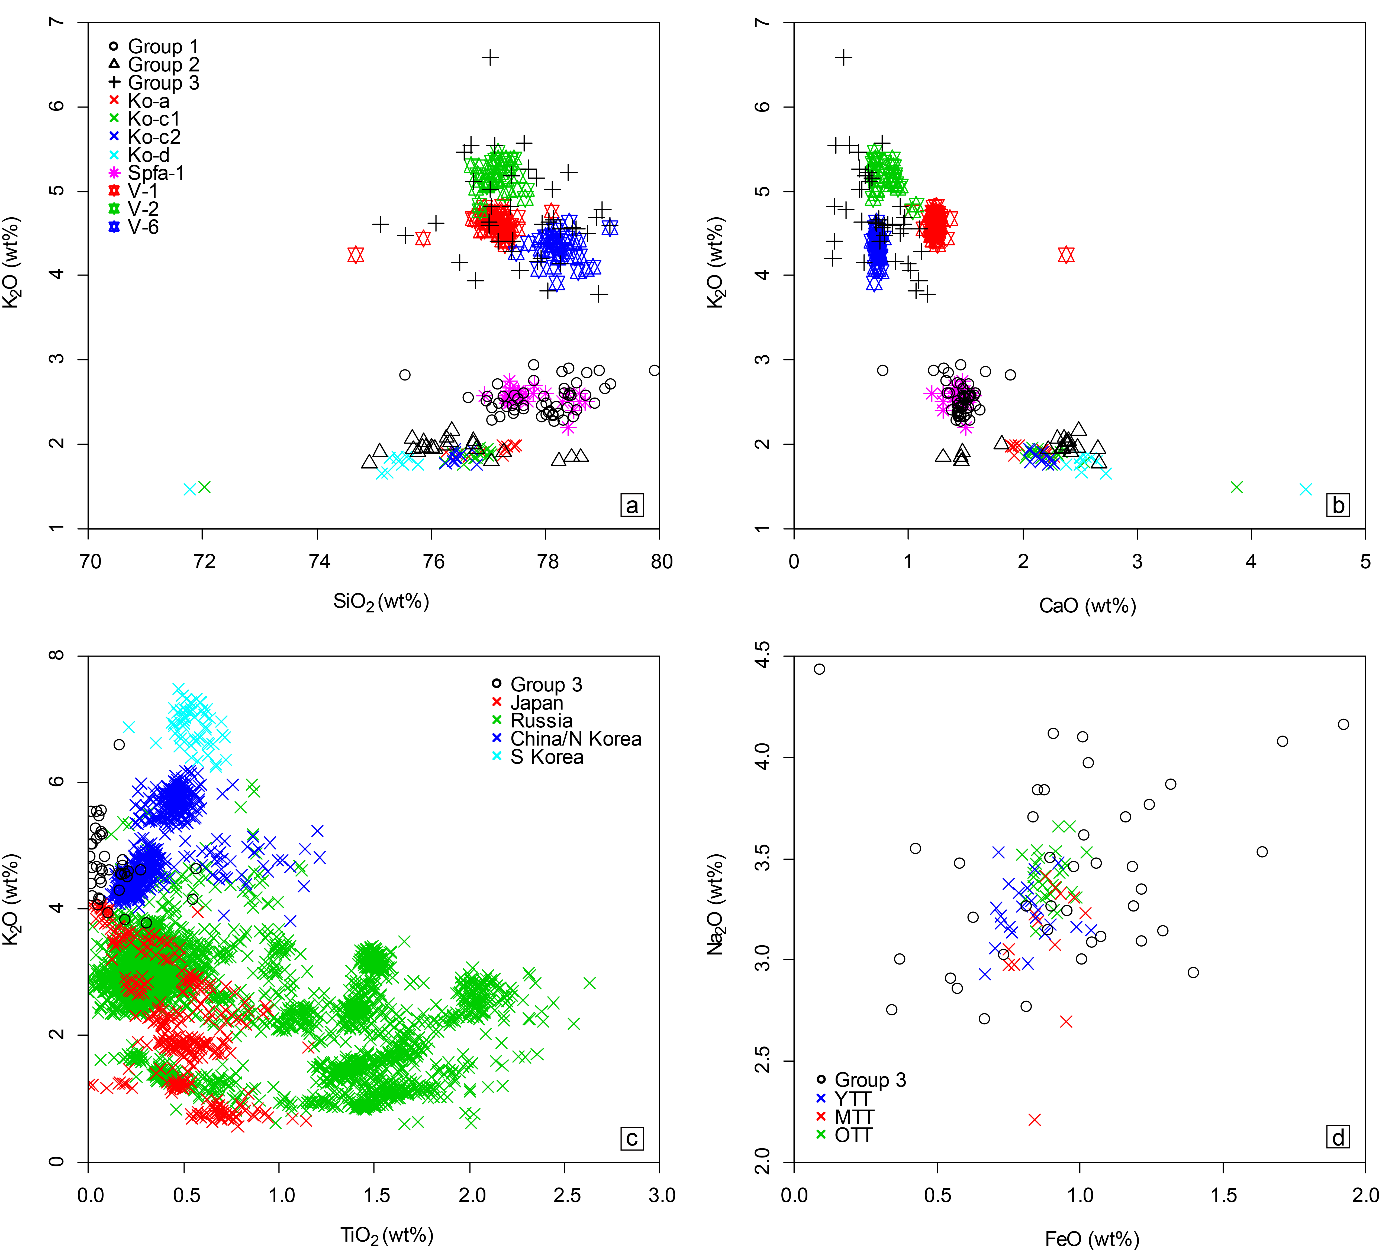 7
6
5
4
3
2
1
K₂O (wt%)
Group 1
Group 2
Group 3
Ko-a
Ko-c1
Ko-c2
Ko-d
Spfa-1
V-1
V-2
V-6
a
70 72 74 76 78 80
SiO₂ (wt%)
7
6
5
4
3
2
1
K₂O (wt%)
b
0 1 2 3 4 5
CaO (wt%)
8
6
4
2
0
K₂O (wt%)
Group 3
Japan
Russia
China/N Korea
S Korea
c
0.0 0.5 1.0 1.5 2.0 2.5 3.0
TiO₂ (wt%)
4.5
4.0
3.5
3.0
2.5
2.0
Na₂O (wt%)
Group 3
YTT
MTT
OTT
d
0.0 0.5 1.0 1.5 2.0
FeO (wt%)